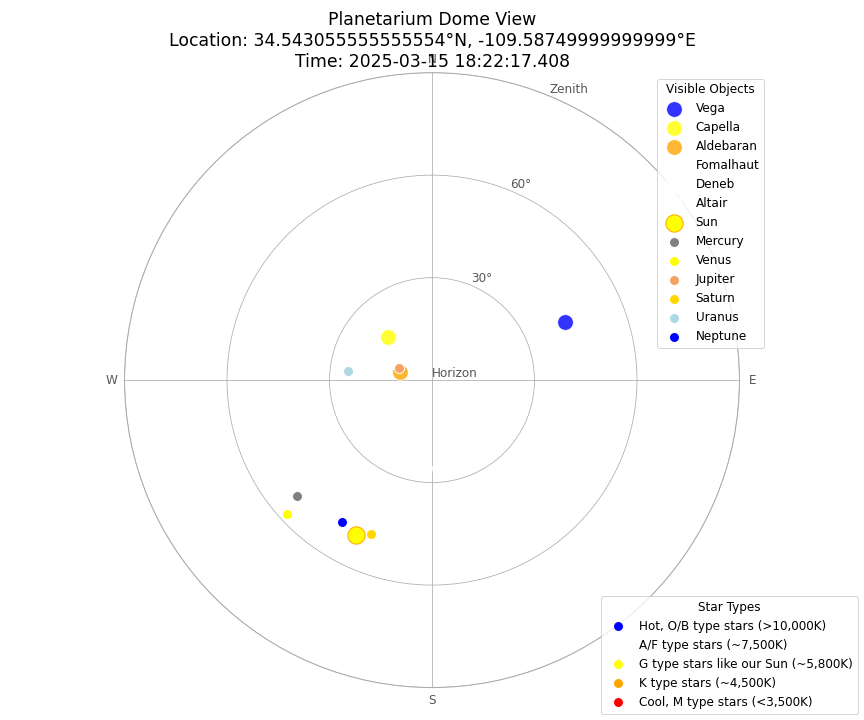 Planetarium Dome View
Location: 34.543055555555554°N, -109.58749999999999°E
Time: 2025-03-15 18:22:17.408
N
Zenith
60°
30°
Horizon
W
E
S
Visible Objects
Vega
Capella
Aldebaran
Fomalhaut
Deneb
Altair
Sun
Mercury
Venus
Jupiter
Saturn
Uranus
Neptune
Star Types
Hot, O/B type stars (>10,000K)
A/F type stars (~7,500K)
G type stars like our Sun (~5,800K)
K type stars (~4,500K)
Cool, M type stars (<3,500K)